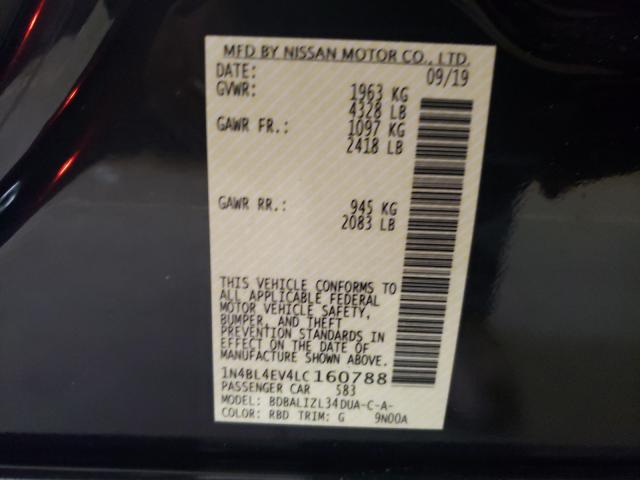 MFD BY NISSAN MOTOR CO., LTD.
DATE: 09/19
GVWR: 1963 KG
4328 LB
GAWR FR.: 1097 KG
2418 LB
GAWR RR.: 945 KG
2083 LB
THIS VEHICLE CONFORMS TO
ALL APPLICABLE FEDERAL
MOTOR VEHICLE SAFETY,
BUMPER, AND THEFT
PREVENTION STANDARDS IN
EFFECT ON THE DATE OF
MANUFACTURE SHOWN ABOVE.
1N4BL4EV4LC160788
PASSENGER CAR 583
MODEL: BDBALIZL34DUA-C-A-
COLOR: RBD TRIM: G 9N00A